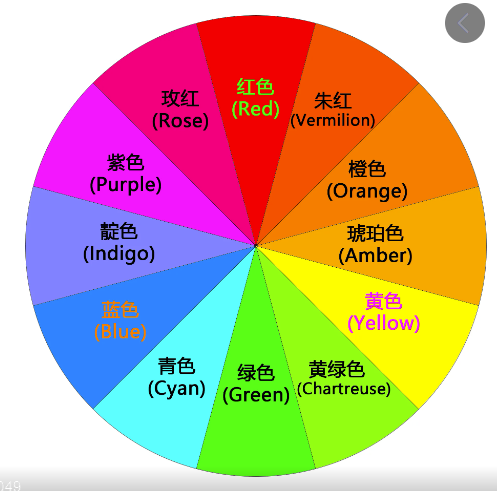 红色
(Red)
朱红
(Vermilion)
橙色
(Orange)
琥珀色
(Amber)
黄色
(Yellow)
黄绿色
(Chartreuse)
绿色
(Green)
青色
(Cyan)
蓝色
(Blue)
靛色
(Indigo)
紫色
(Purple)
玫红
(Rose)
049